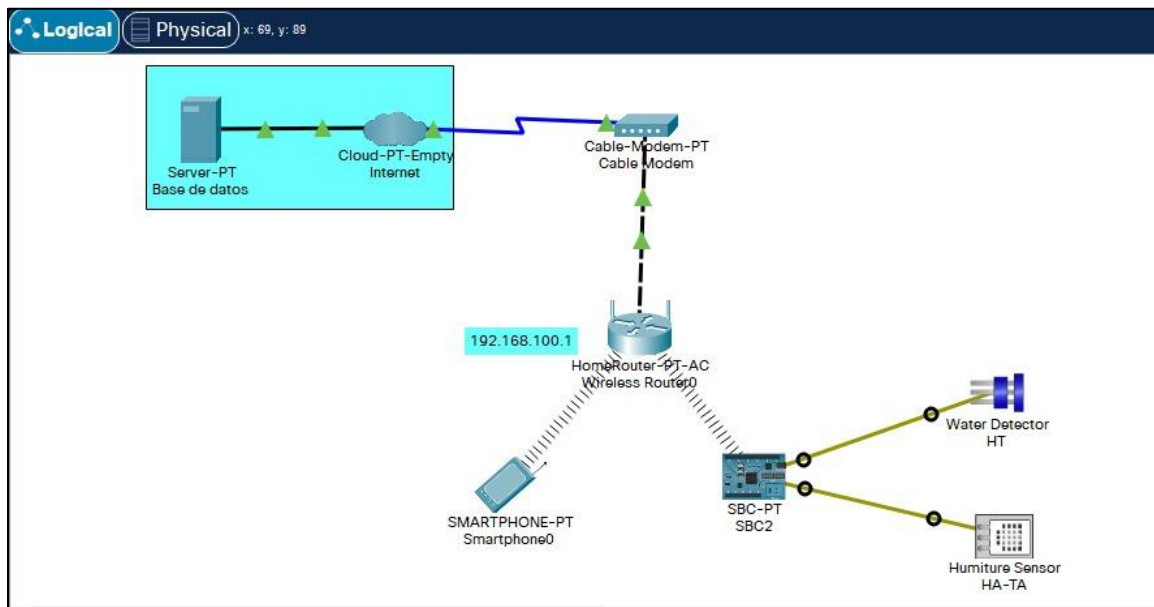 Logical
Physical
x: 69, y: 89
Server-PT
Base de datos
Cloud-PT-Empty
Internet
Cable-Modem-PT
Cable Modem
192.168.100.1
HomeRouter-PT-AC
Wireless Router0
SMARTPHONE-PT
Smartphone0
SBC-PT
SBC2
Water Detector
HT
Humiture Sensor
HA-TA